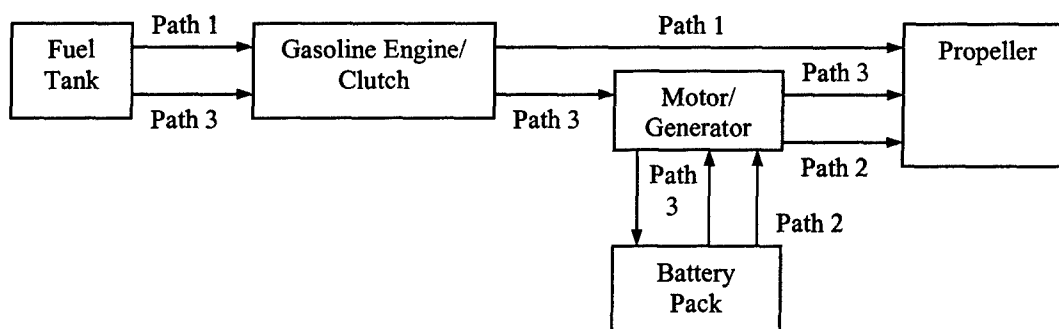 Path 1
Path 1
Fuel
Tank
Gasoline Engine/
Clutch
Propeller
Path 3
Path 3
Path 3
Motor/
Generator
Path
3
Path 2
Path 2
Battery
Pack